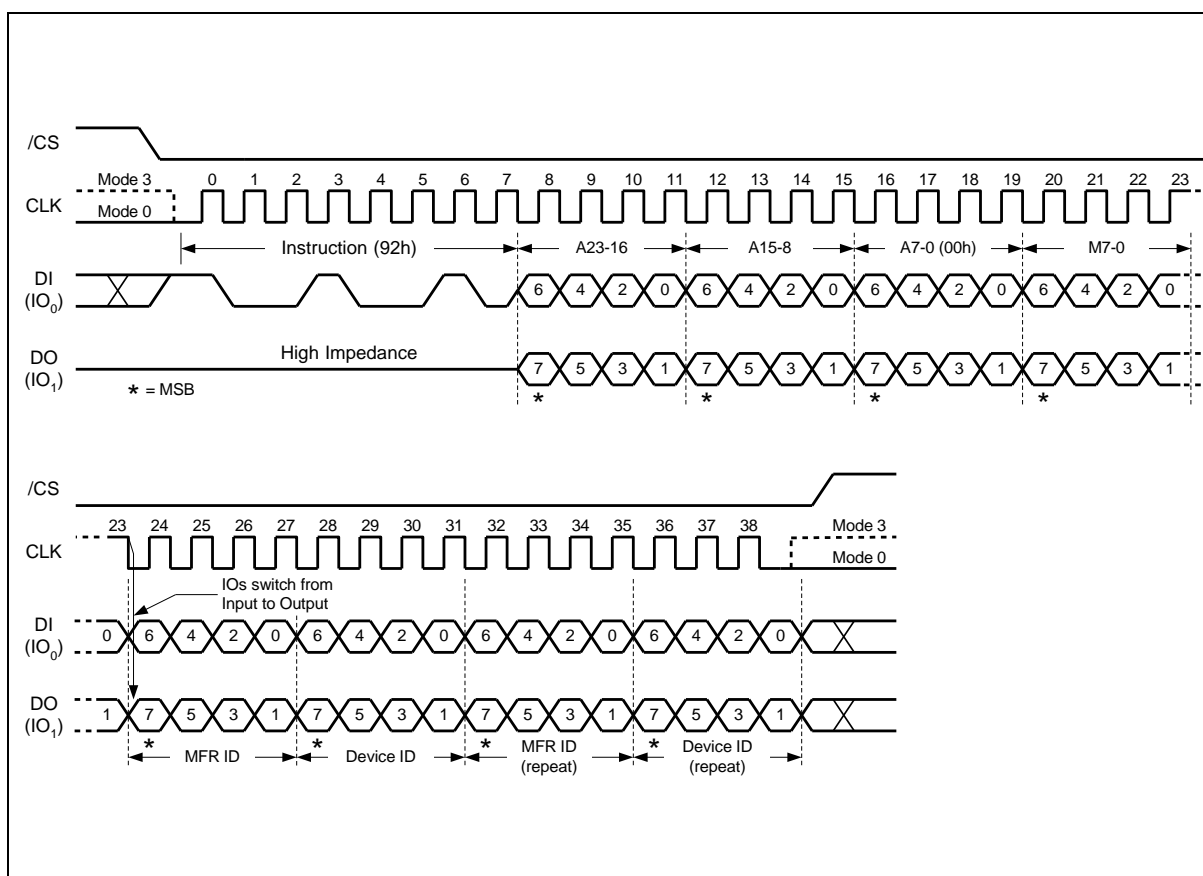 /CS
Mode 3
0 1 2 3 4 5 6 7 8 9 10 11 12 13 14 15 16 17 18 19 20 21 22 23
CLK
Mode 0
Instruction (92h) A23-16 A15-8 A7-0 (00h) M7-0
DI
(IO0)
6 4 2 0 6 4 2 0 6 4 2 0 6 4 2 0
High Impedance
DO
(IO1)
7 5 3 1 7 5 3 1 7 5 3 1 7 5 3 1
* = MSB
* * * *
/CS
23 24 25 26 27 28 29 30 31 32 33 34 35 36 37 38
Mode 3
CLK
Mode 0
IOs switch from
Input to Output
DI
(IO0)
0 6 4 2 0 6 4 2 0 6 4 2 0 6 4 2 0
DO
(IO1)
1 7 5 3 1 7 5 3 1 7 5 3 1 7 5 3 1
* * * *
MFR ID Device ID MFR ID
(repeat)
Device ID
(repeat)